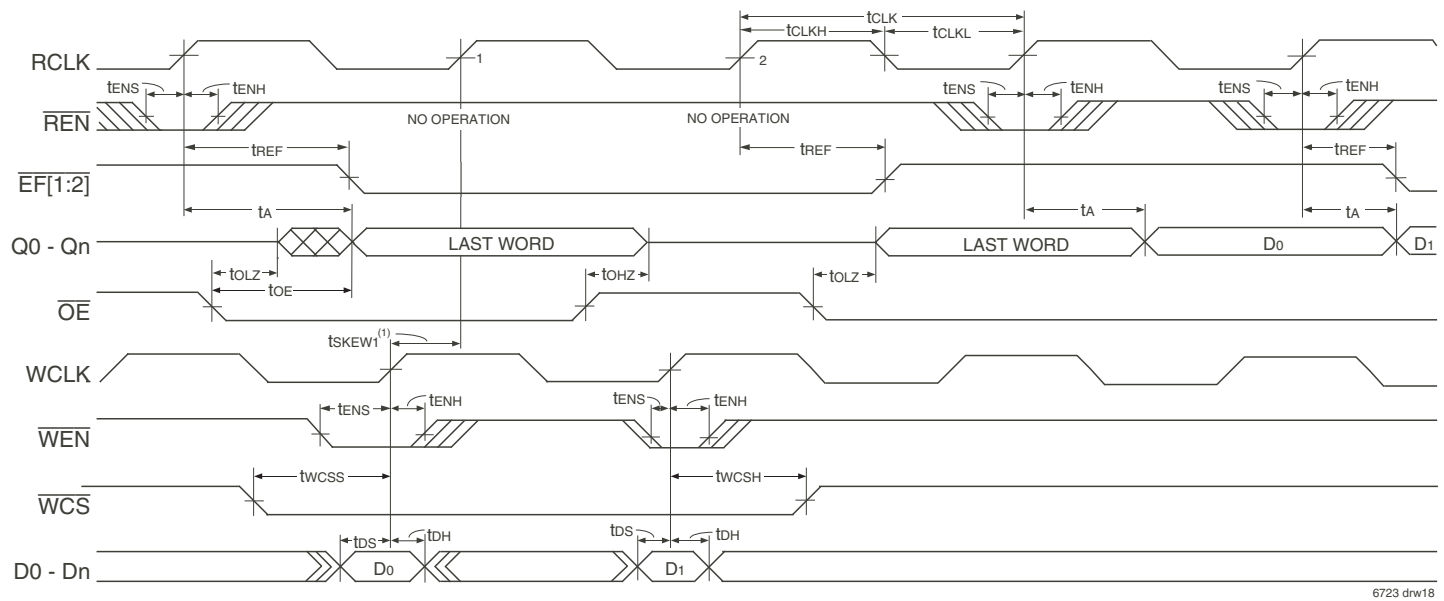 tCLK
tCLKH tCLKL
RCLK 1 2
tENS tENH tENS tENH tENS tENH
REN NO OPERATION NO OPERATION
tREF tREF tREF
EF[1:2]
tA tA tA
Q0 - Qn LAST WORD LAST WORD D0 D1
tOLZ tOHZ tOLZ
tOE
OE
tSKEW1(1)
WCLK
tENS tENH tENS tENH
WEN
tWCSS tWCSH
WCS
tDS tDH tDS tDH
D0 - Dn D0 D1
6723 drw18